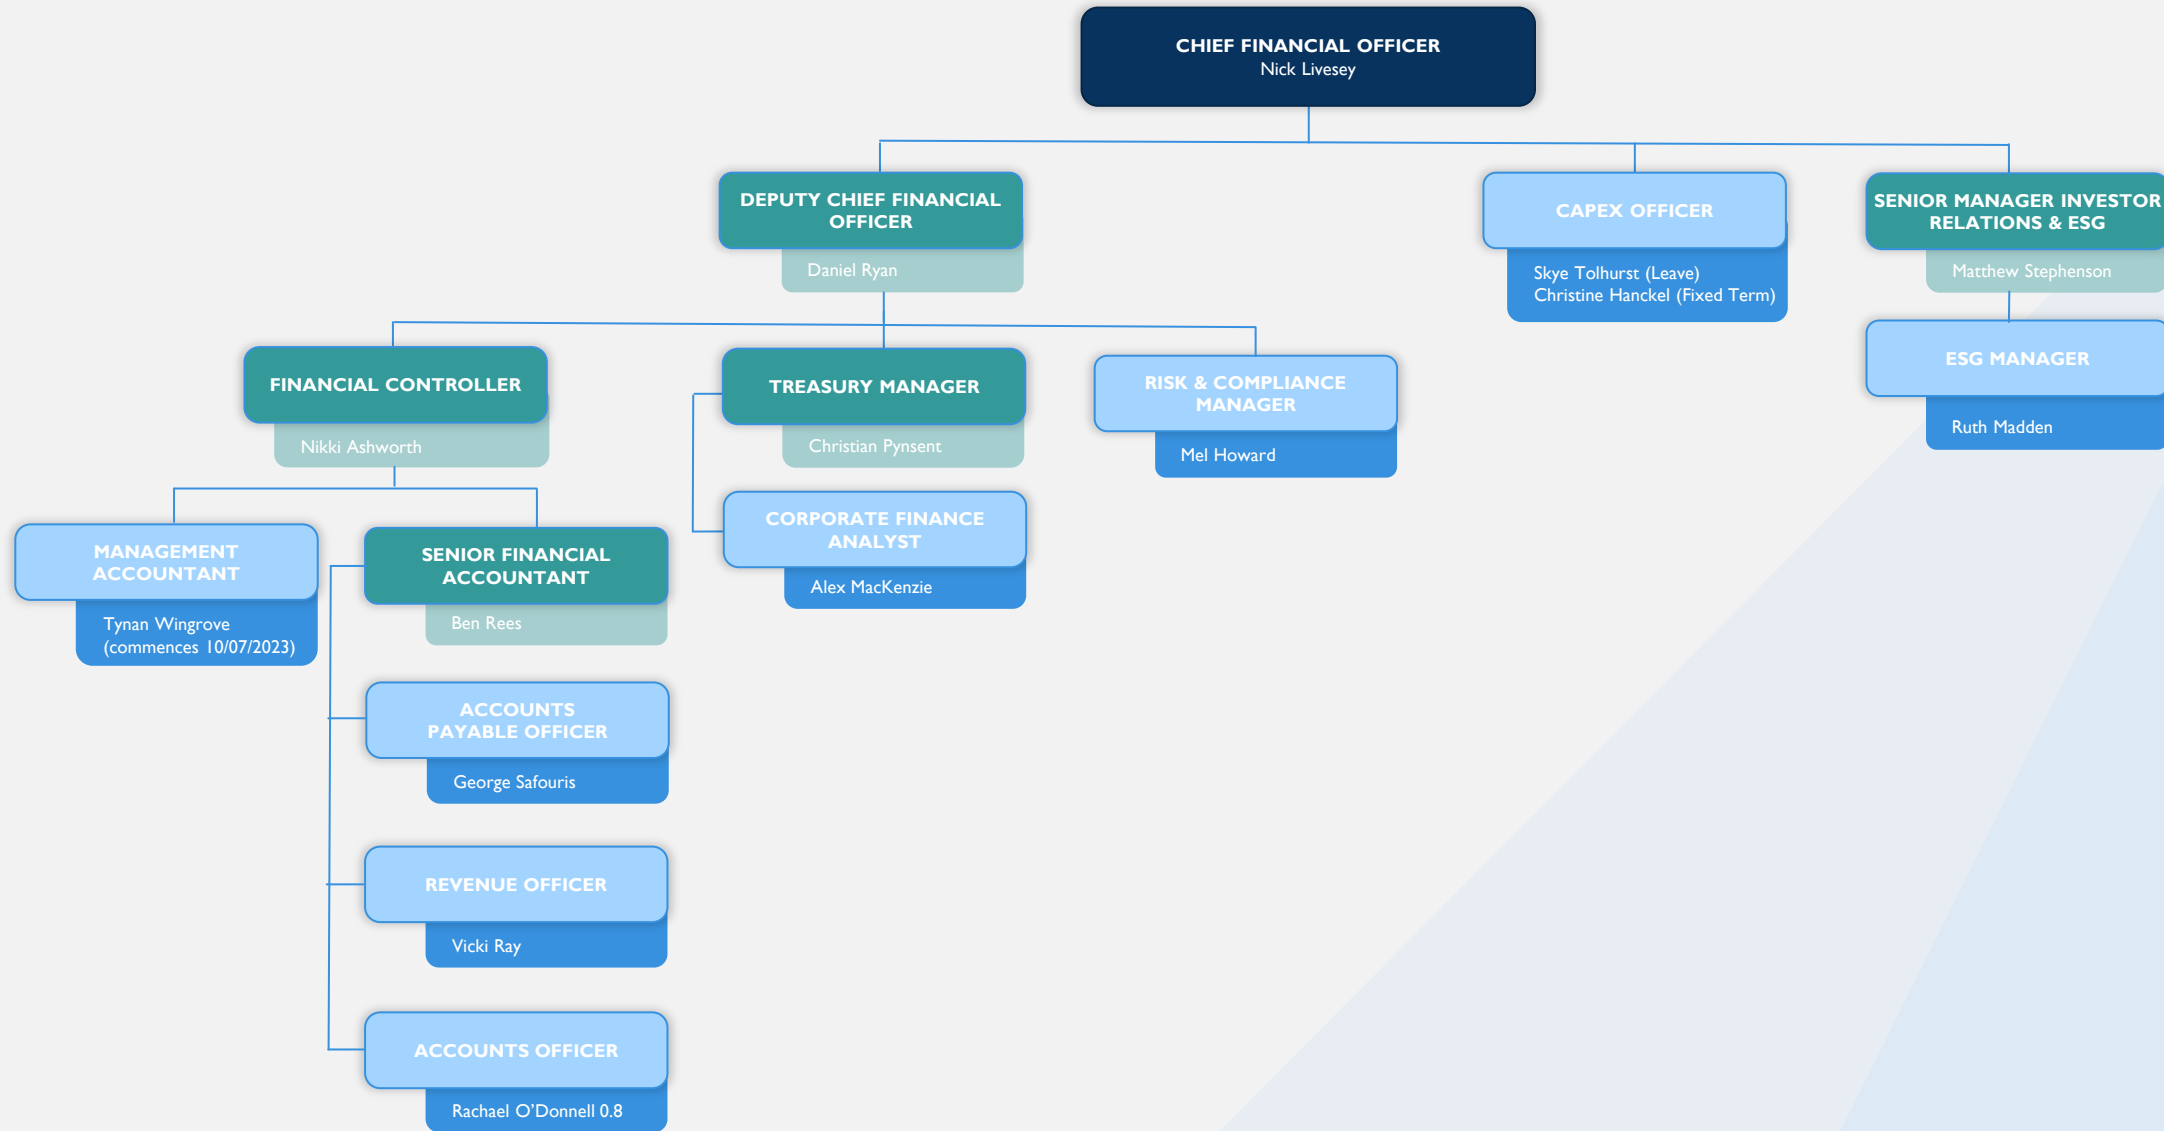 CHIEF FINANCIAL OFFICER
Nick Livesey
DEPUTY CHIEF FINANCIAL
OFFICER
Daniel Ryan
CAPEX OFFICER
Skye Tolhurst (Leave)
Christine Hanckel (Fixed Term)
SENIOR MANAGER INVESTOR
RELATIONS & ESG
Matthew Stephenson
ESG MANAGER
Ruth Madden
FINANCIAL CONTROLLER
Nikki Ashworth
TREASURY MANAGER
Christian Pynsent
RISK & COMPLIANCE
MANAGER
Mel Howard
CORPORATE FINANCE
ANALYST
Alex MacKenzie
MANAGEMENT
ACCOUNTANT
Tynan Wingrove
(commences 10/07/2023)
SENIOR FINANCIAL
ACCOUNTANT
Ben Rees
ACCOUNTS
PAYABLE OFFICER
George Safouris
REVENUE OFFICER
Vicki Ray
ACCOUNTS OFFICER
Rachael O'Donnell 0.8